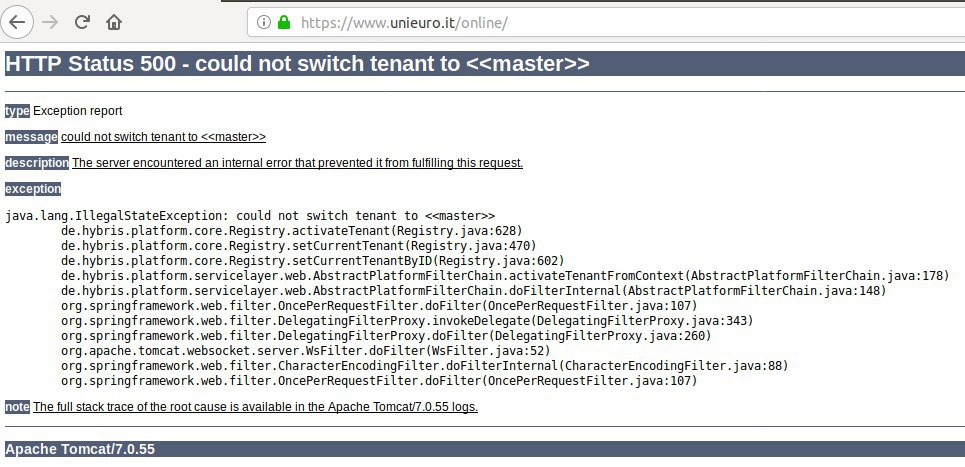 https://www.unieuro.it/online/
HTTP Status 500 - could not switch tenant to <<master>>
type Exception report
message could not switch tenant to <<master>>
description The server encountered an internal error that prevented it from fulfilling this request.
exception
java.lang.IllegalStateException: could not switch tenant to <<master>>
de.hybris.platform.core.Registry.activateTenant(Registry.java:628)
de.hybris.platform.core.Registry.setCurrentTenant(Registry.java:470)
de.hybris.platform.core.Registry.setCurrentTenantByID(Registry.java:602)
de.hybris.platform.servicelayer.web.AbstractPlatformFilterChain.activateTenantFromContext(AbstractPlatformFilterChain.java:178)
de.hybris.platform.servicelayer.web.AbstractPlatformFilterChain.doFilterInternal(AbstractPlatformFilterChain.java:148)
org.springframework.web.filter.OncePerRequestFilter.doFilter(OncePerRequestFilter.java:107)
org.springframework.web.filter.DelegatingFilterProxy.invokeDelegate(DelegatingFilterProxy.java:343)
org.springframework.web.filter.DelegatingFilterProxy.doFilter(DelegatingFilterProxy.java:260)
org.apache.tomcat.websocket.server.WsFilter.doFilter(WsFilter.java:52)
org.springframework.web.filter.CharacterEncodingFilter.doFilterInternal(CharacterEncodingFilter.java:88)
org.springframework.web.filter.OncePerRequestFilter.doFilter(OncePerRequestFilter.java:107)
note The full stack trace of the root cause is available in the Apache Tomcat/7.0.55 logs.
Apache Tomcat/7.0.55